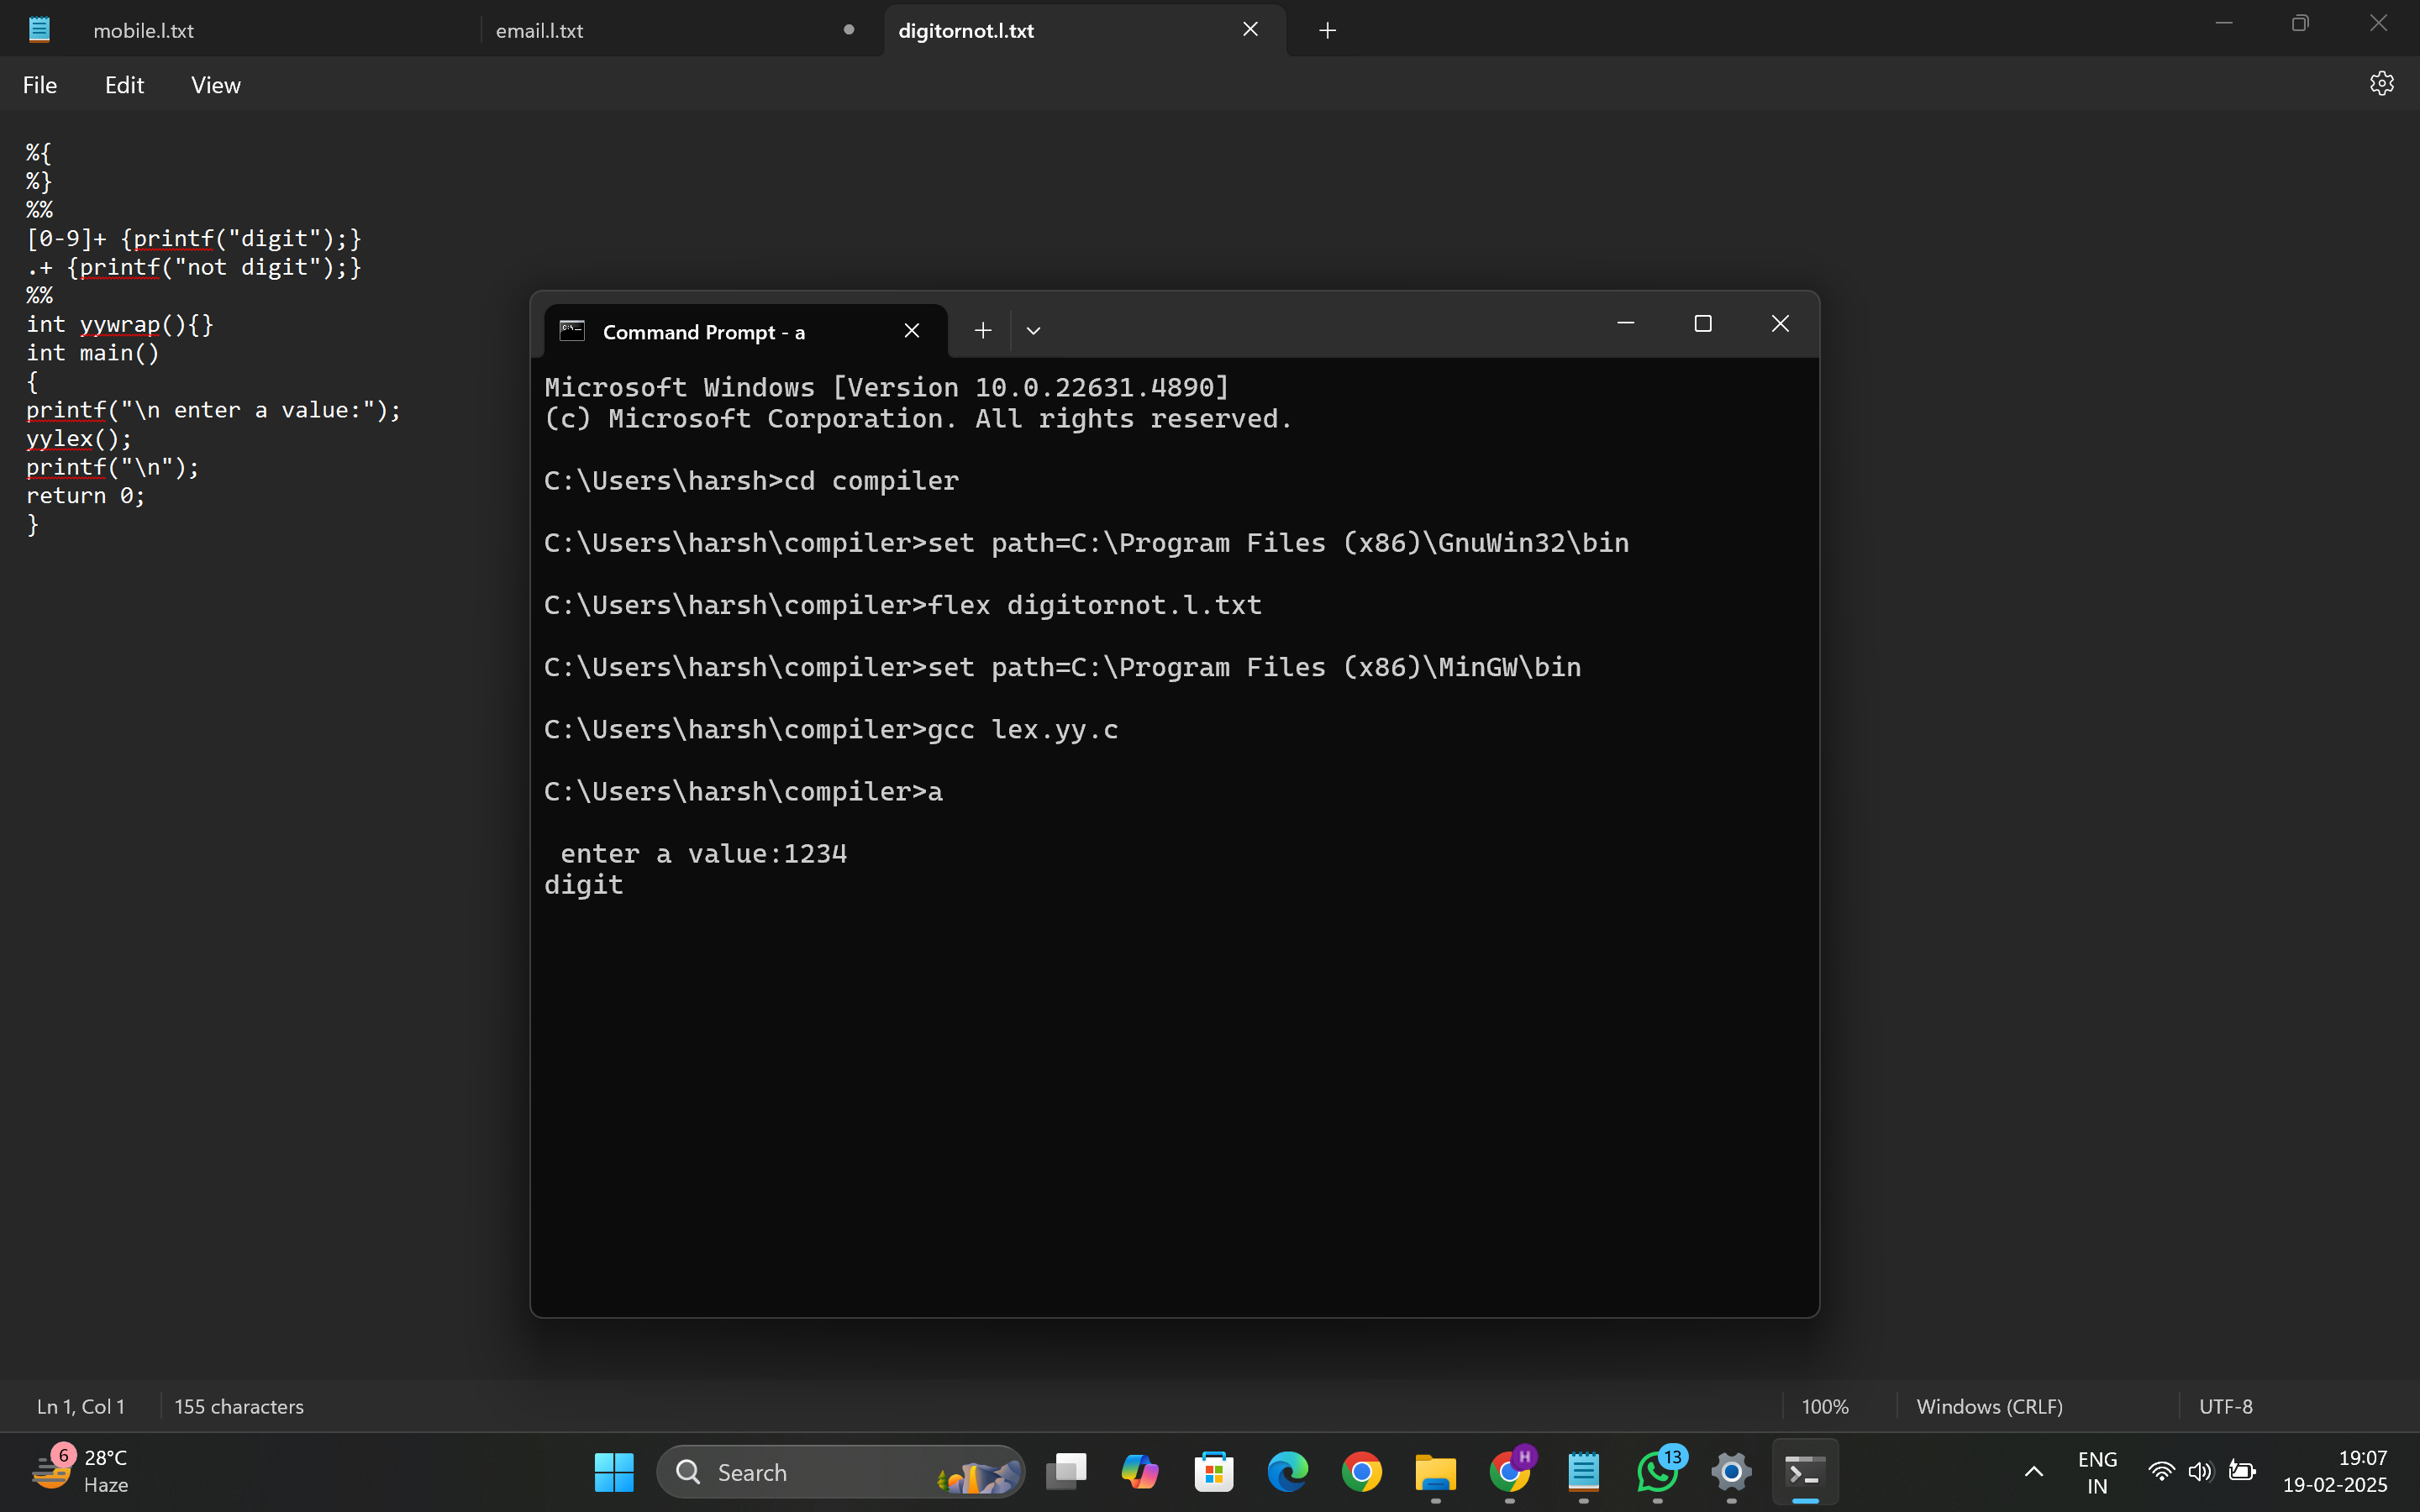 mobile.l.txt
email.l.txt
digitornot.l.txt
File
Edit
View
%{
%}
%%
[0-9]+ {printf("digit");}
.+ {printf("not digit");}
%%
int yywrap(){}
int main()
{
printf("\n enter a value:");
yylex();
printf("\n");
return 0;
}
Command Prompt - a
Microsoft Windows [Version 10.0.22631.4890]
(c) Microsoft Corporation. All rights reserved.
C:\Users\harsh>cd compiler
C:\Users\harsh\compiler>set path=C:\Program Files (x86)\GnuWin32\bin
C:\Users\harsh\compiler>flex digitornot.l.txt
C:\Users\harsh\compiler>set path=C:\Program Files (x86)\MinGW\bin
C:\Users\harsh\compiler>gcc lex.yy.c
C:\Users\harsh\compiler>a
enter a value:1234
digit
Ln 1, Col 1
155 characters
100%
Windows (CRLF)
UTF-8
6
28°C
Haze
Search
H
13
ENG
IN
19:07
19-02-2025